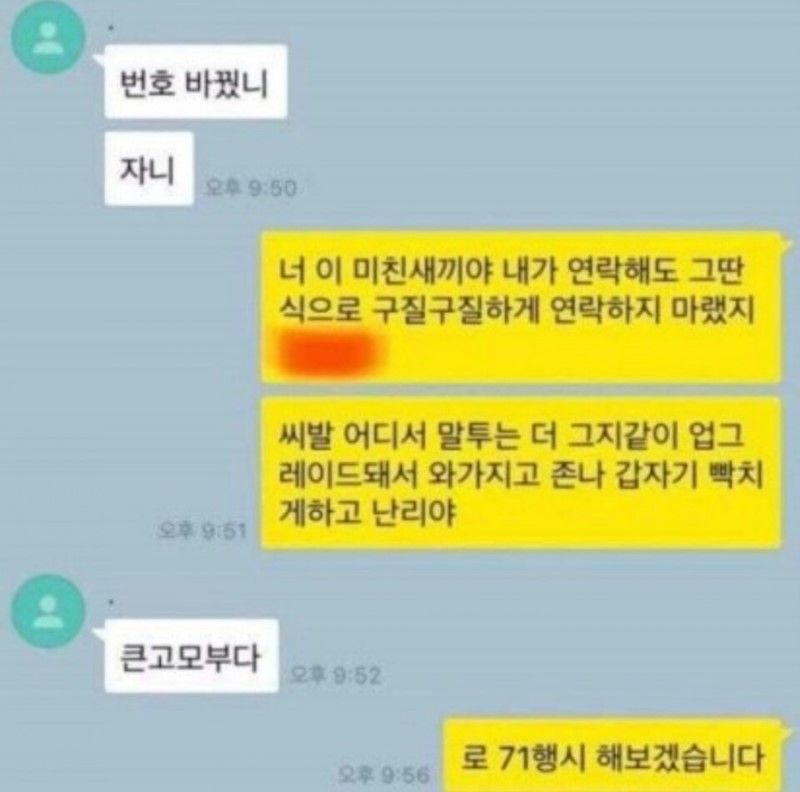 번호 바꿨니
자니
오후 9:50
너 이 미친새끼야 내가 연락해도 그딴
식으로 구질구질하게 연락하지 마랬지
씨발 어디서 말투는 더 그지같이 업그
레이드돼서 와가지고 존나 갑자기 빡치
게하고 난리야
오후 9:51
큰고모부다
오후 9:52
로 71행시 해보겠습니다
오후 9:56